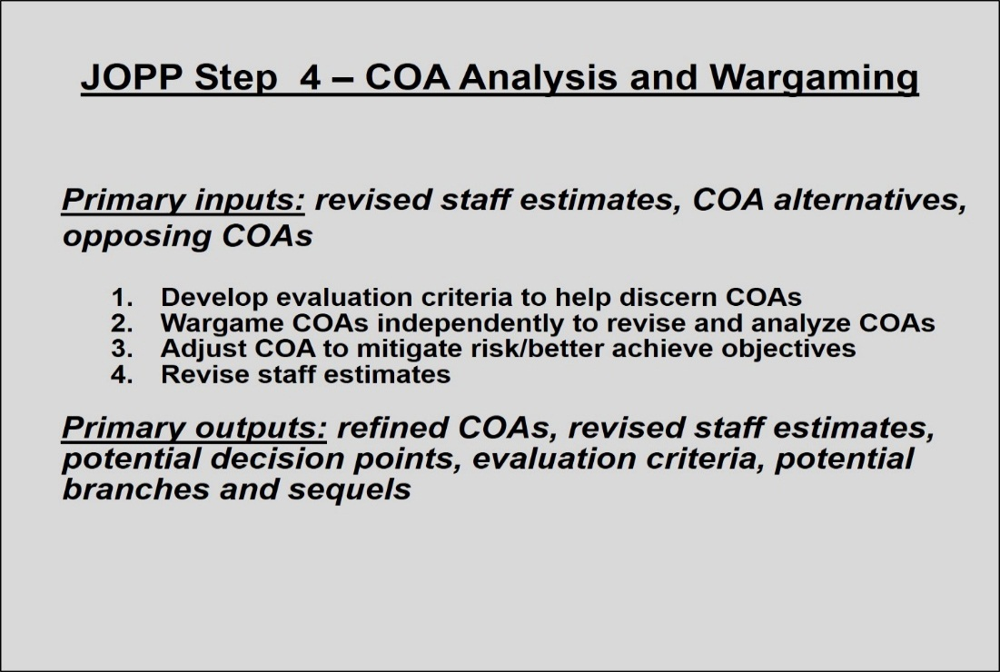 JOPP Step 4 – COA Analysis and Wargaming
Primary inputs: revised staff estimates, COA alternatives,
opposing COAs
1. Develop evaluation criteria to help discern COAs
2. Wargame COAs independently to revise and analyze COAs
3. Adjust COA to mitigate risk/better achieve objectives
4. Revise staff estimates
Primary outputs: refined COAs, revised staff estimates,
potential decision points, evaluation criteria, potential
branches and sequels